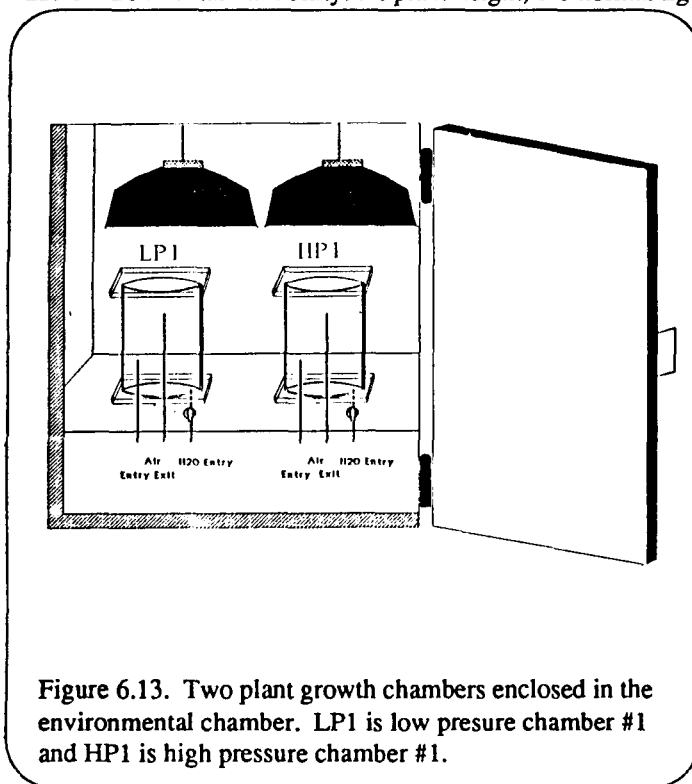 LP1 HP1
Air H2O Entry Air H2O Entry
Entry Exit Entry Exit
Figure 6.13. Two plant growth chambers enclosed in the
environmental chamber. LP1 is low presure chamber #1
and HP1 is high pressure chamber #1.